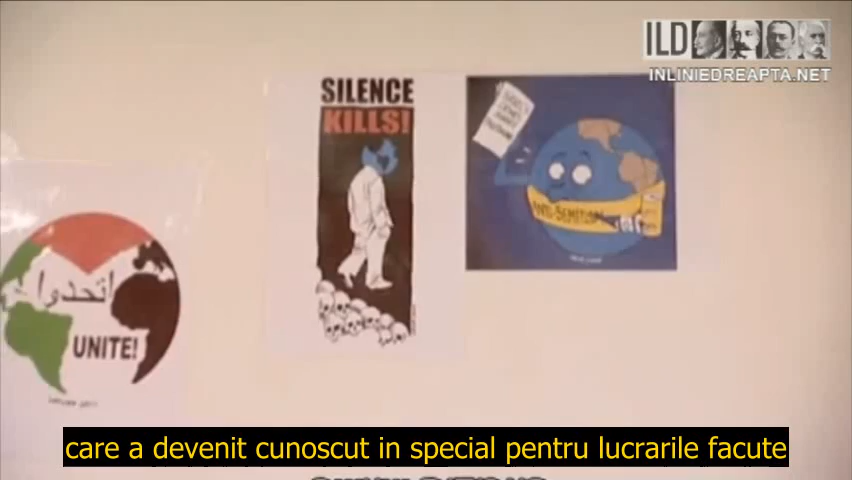 ILD
INLINIEDREAPTA.NET
SILENCE
KILLS!
ANTI-SEMITISM
اتحدوا
UNITE!
care a devenit cunoscut in special pentru lucrarile facute